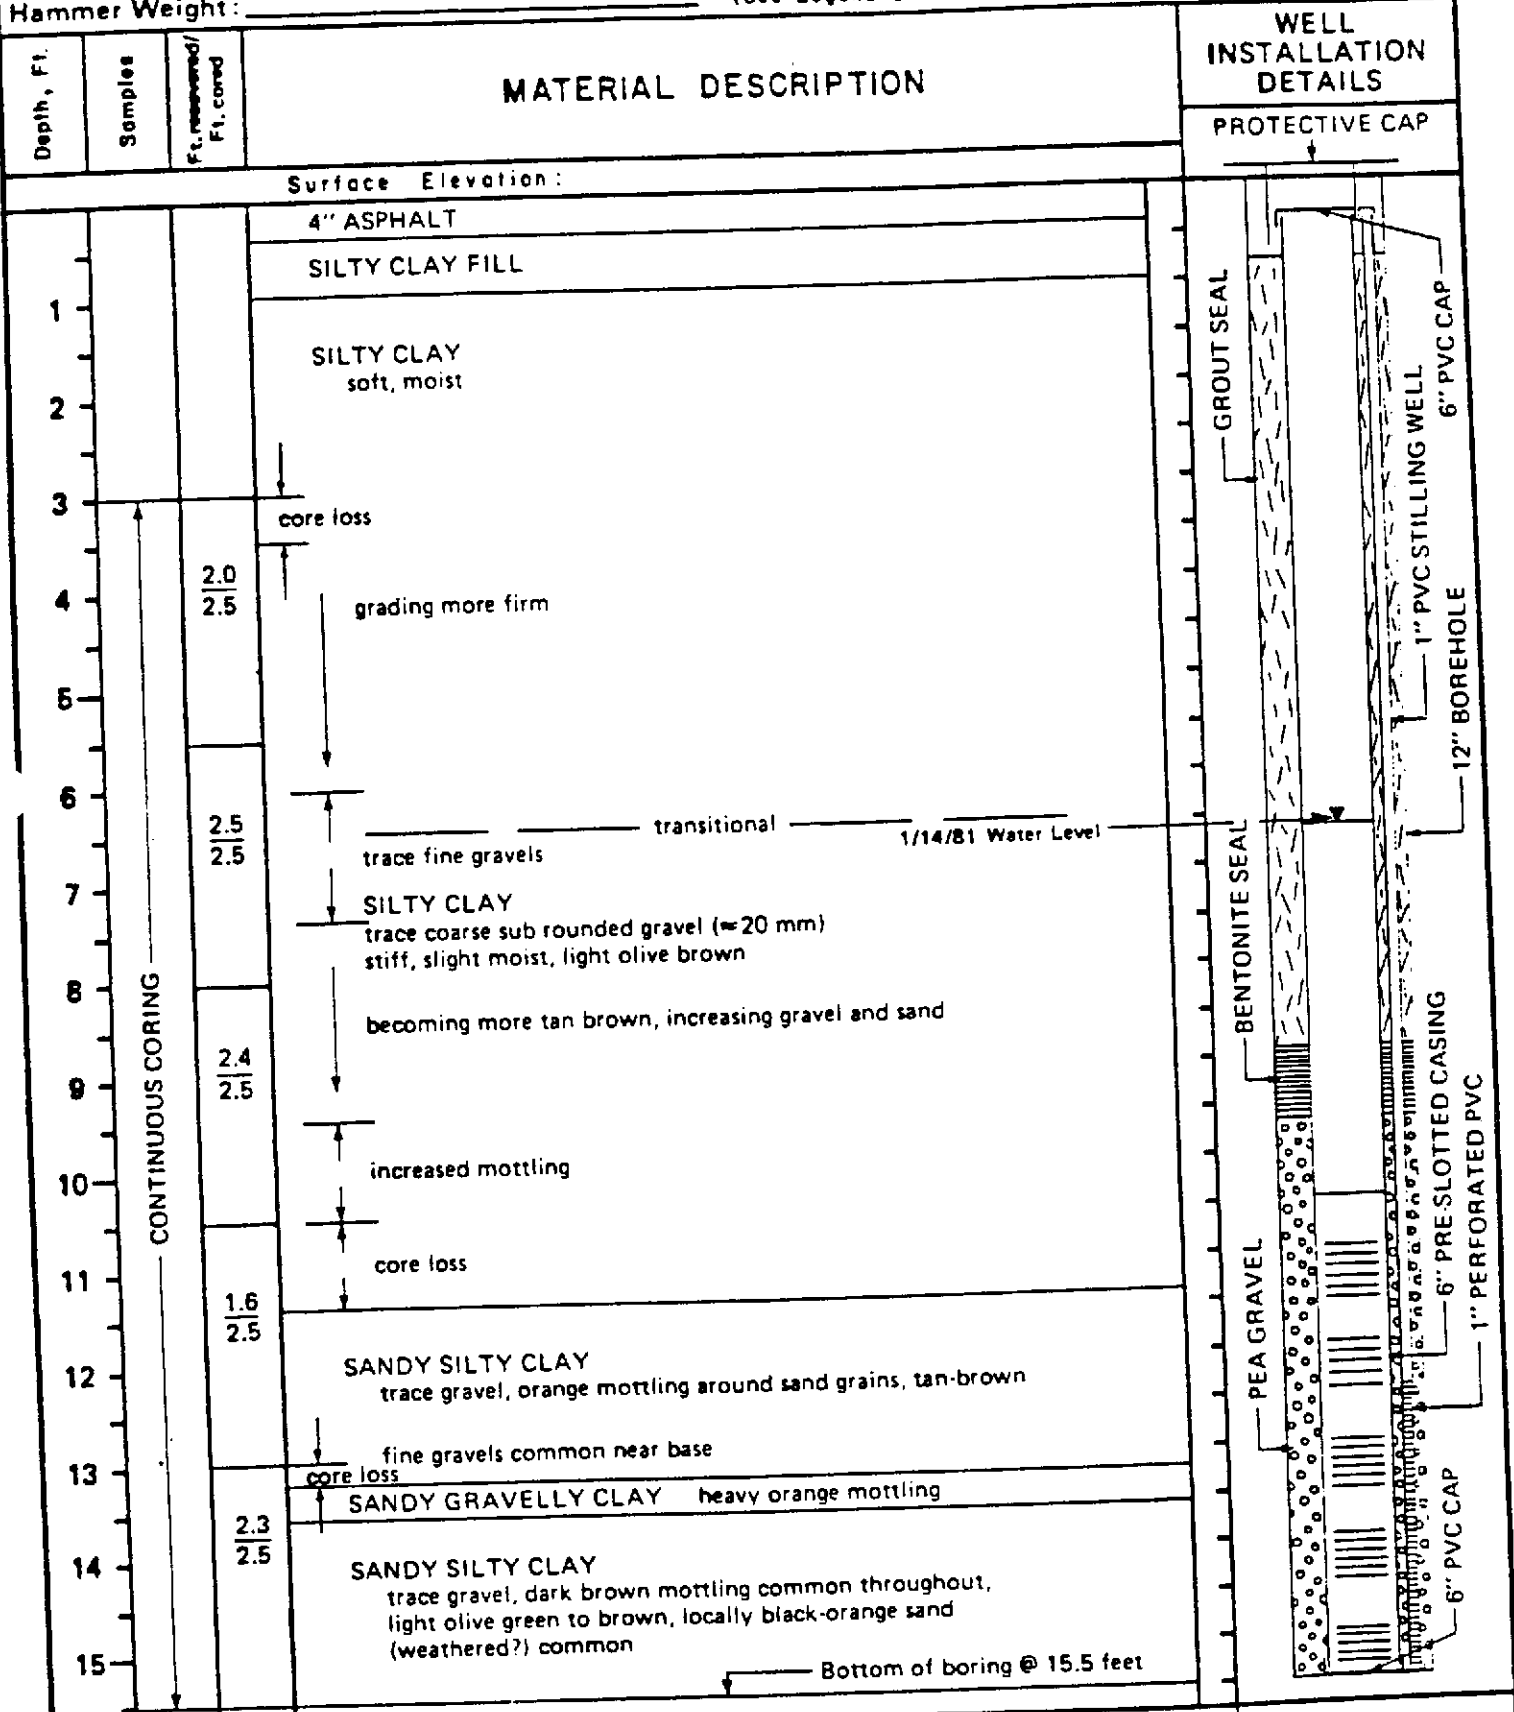 Hammer Weight:
Depth, Ft.
Samples
Ft. recovered/
Ft. cored
MATERIAL DESCRIPTION
WELL
INSTALLATION
DETAILS
PROTECTIVE CAP
Surface Elevation:
4" ASPHALT
SILTY CLAY FILL
1
SILTY CLAY
soft, moist
2
3
core loss
2.0
2.5
4
grading more firm
5
6
2.5
2.5
transitional
1/14/81 Water Level
trace fine gravels
7
SILTY CLAY
trace coarse sub rounded gravel (≈20 mm)
stiff, slight moist, light olive brown
8
becoming more tan brown, increasing gravel and sand
2.4
2.5
9
CONTINUOUS CORING
10
increased mottling
core loss
11
1.6
2.5
12
SANDY SILTY CLAY
trace gravel, orange mottling around sand grains, tan-brown
fine gravels common near base
13
core loss
SANDY GRAVELLY CLAY heavy orange mottling
2.3
2.5
14
SANDY SILTY CLAY
trace gravel, dark brown mottling common throughout,
light olive green to brown, locally black-orange sand
(weathered?) common
15
Bottom of boring @ 15.5 feet
GROUT SEAL
6" PVC CAP
1" PVC STILLING WELL
12" BOREHOLE
BENTONITE SEAL
6" PRE-SLOTTED CASING
1" PERFORATED PVC
PEA GRAVEL
6" PVC CAP